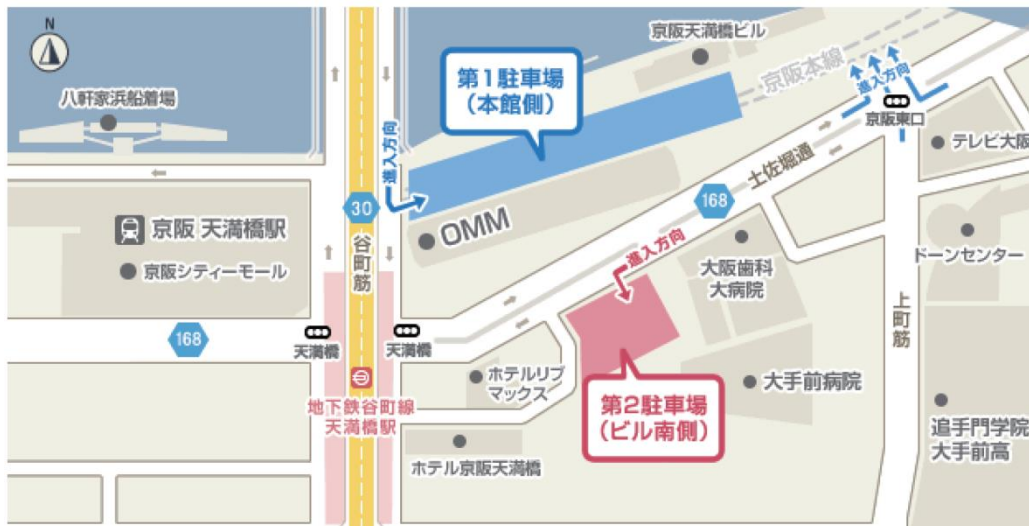 N
八軒家浜船着場
京阪天満橋ビル
京阪本線
進入方向
京阪東口
テレビ大阪
第1駐車場
(本館側)
進入方向
30
谷町筋
OMM
土佐堀通
168
京阪 天満橋駅
京阪シティーモール
進入方向
大阪歯科
大病院
ドーンセンター
上町筋
168
天満橋
天満橋
ホテルリブ
マックス
地下鉄谷町線
天満橋駅
第2駐車場
(ビル南側)
大手前病院
追手門学院
大手前高
ホテル京阪天満橋